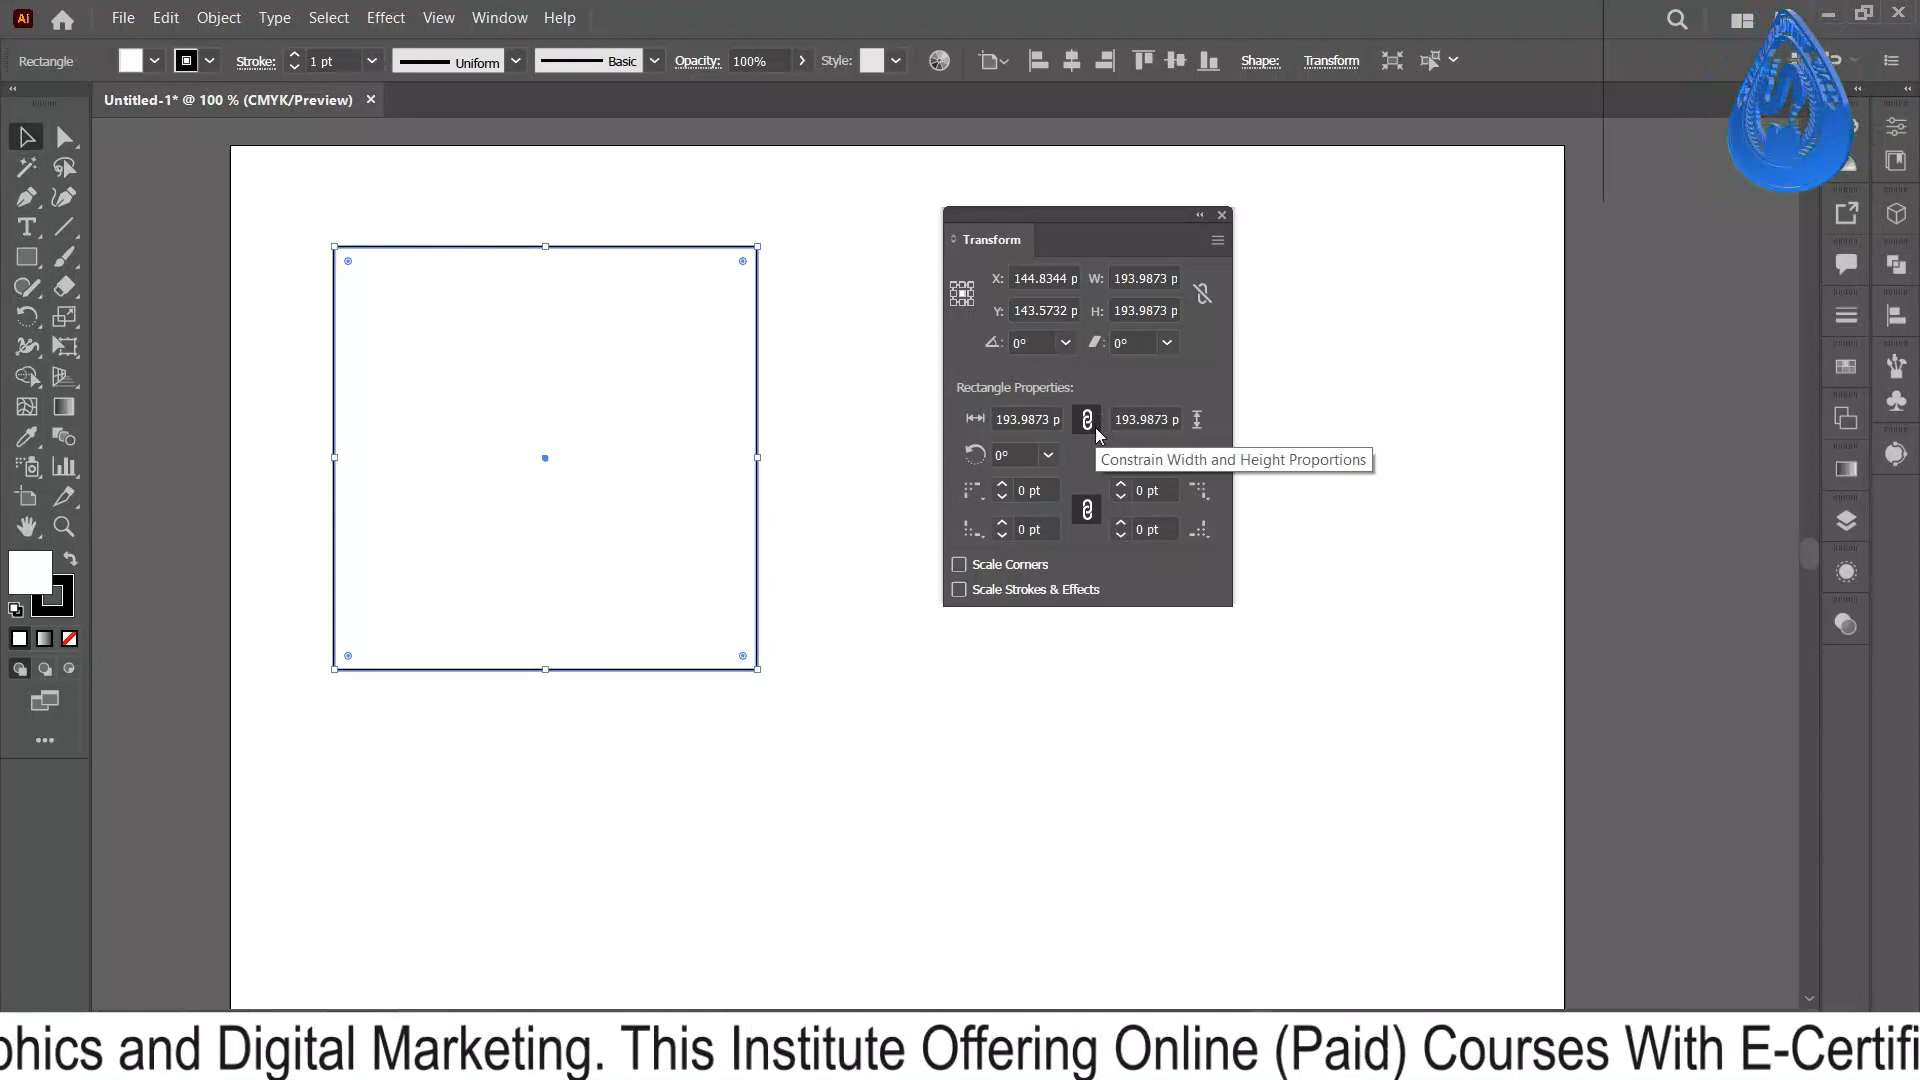 File Edit Object Type Select Effect View Window Help
Rectangle Stroke: 1 pt Uniform Basic Opacity: 100% Style: Shape: Transform
Untitled-1* @ 100 % (CMYK/Preview)
Transform
X: 144.8344 p W: 193.9873 p
Y: 143.5732 p H: 193.9873 p
0° 0°
Rectangle Properties:
193.9873 p 193.9873 p
0°
Constrain Width and Height Proportions
0 pt 0 pt
0 pt 0 pt
Scale Corners
Scale Strokes & Effects
phics and Digital Marketing. This Institute Offering Online (Paid) Courses With E-Certifi